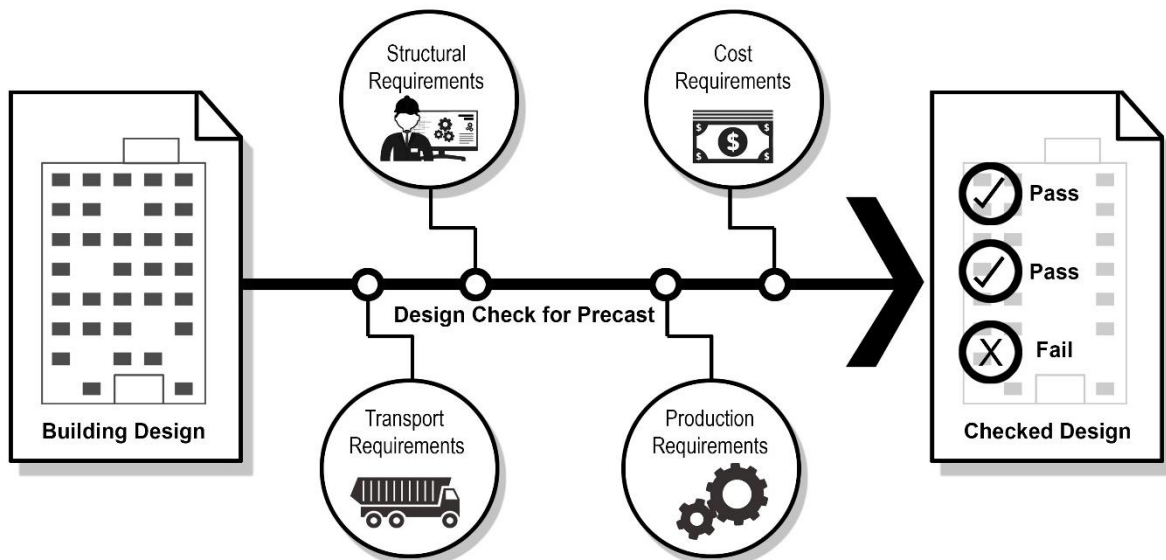 Structural
Requirements
Cost
Requirements
$
$
$
$
$
Pass
Pass
X
Fail
Design Check for Precast
Building Design
Transport
Requirements
Production
Requirements
Checked Design